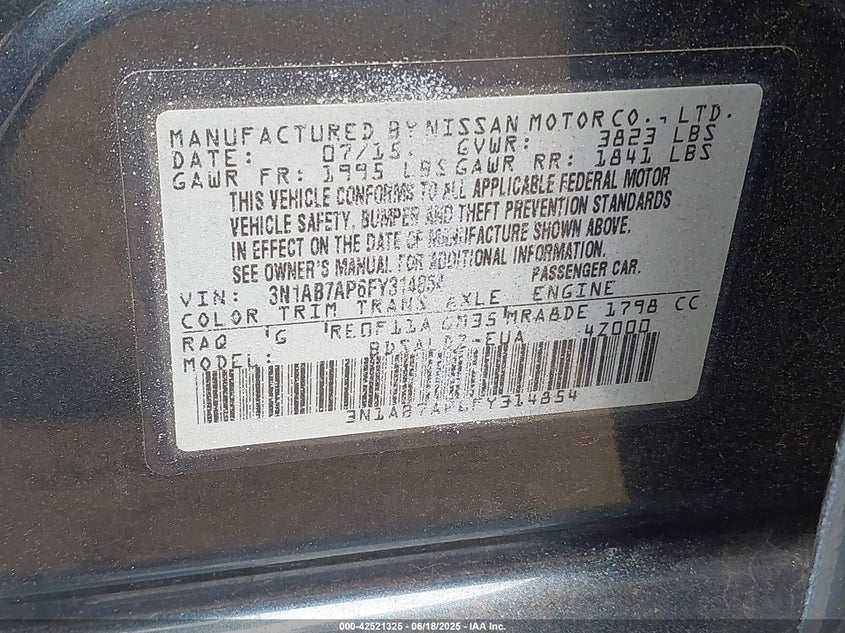 MANUFACTURED BY NISSAN MOTOR CO., LTD.
DATE: 07/15 GVWR: 3823 LBS
GAWR FR: 1995 LBS GAWR RR: 1841 LBS
THIS VEHICLE CONFORMS TO ALL APPLICABLE FEDERAL MOTOR
VEHICLE SAFETY, BUMPER AND THEFT PREVENTION STANDARDS
IN EFFECT ON THE DATE OF MANUFACTURE SHOWN ABOVE.
SEE OWNER'S MANUAL FOR ADDITIONAL INFORMATION.
VIN: 3N1AB7AP6FY314854 PASSENGER CAR.
COLOR TRIM TRANS AXLE ENGINE
RAQ G RE0F11A GM35 MRA8DE 1798 CC
MODEL: 4Z000
3N1AB7AP6FY314854
000-42521325 - 06/18/2025 - IAA Inc.